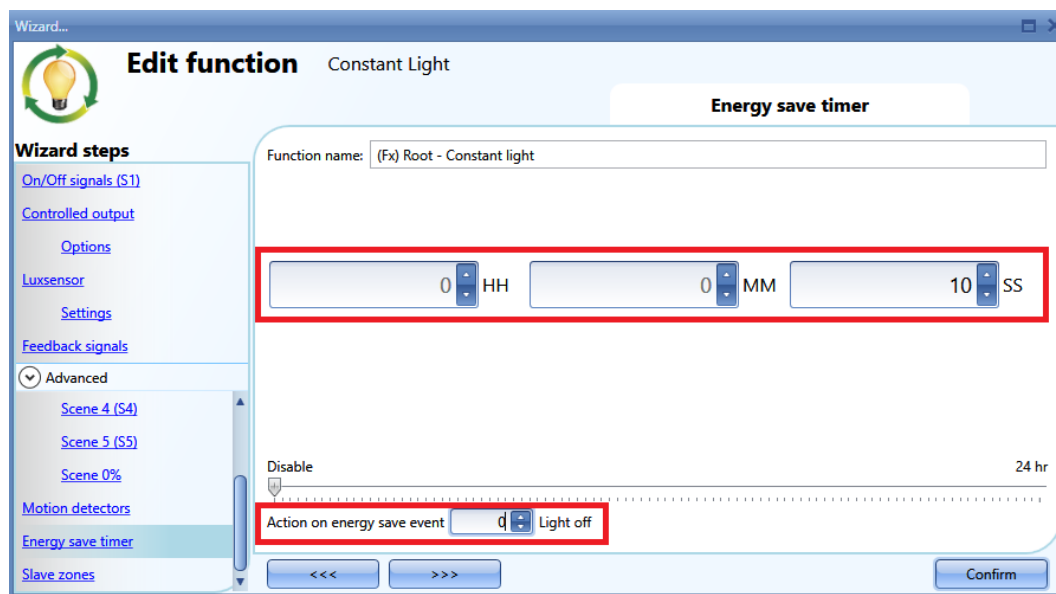 Wizard...
Edit function Constant Light
Energy save timer
Wizard steps
On/Off signals (S1)
Controlled output
Options
Luxsensor
Settings
Feedback signals
Advanced
Scene 4 (S4)
Scene 5 (S5)
Scene 0%
Motion detectors
Energy save timer
Slave zones
Function name: (Fx) Root - Constant light
0 HH 0 MM 10 SS
Disable 24 hr
Action on energy save event 0 Light off
<<< >>> Confirm